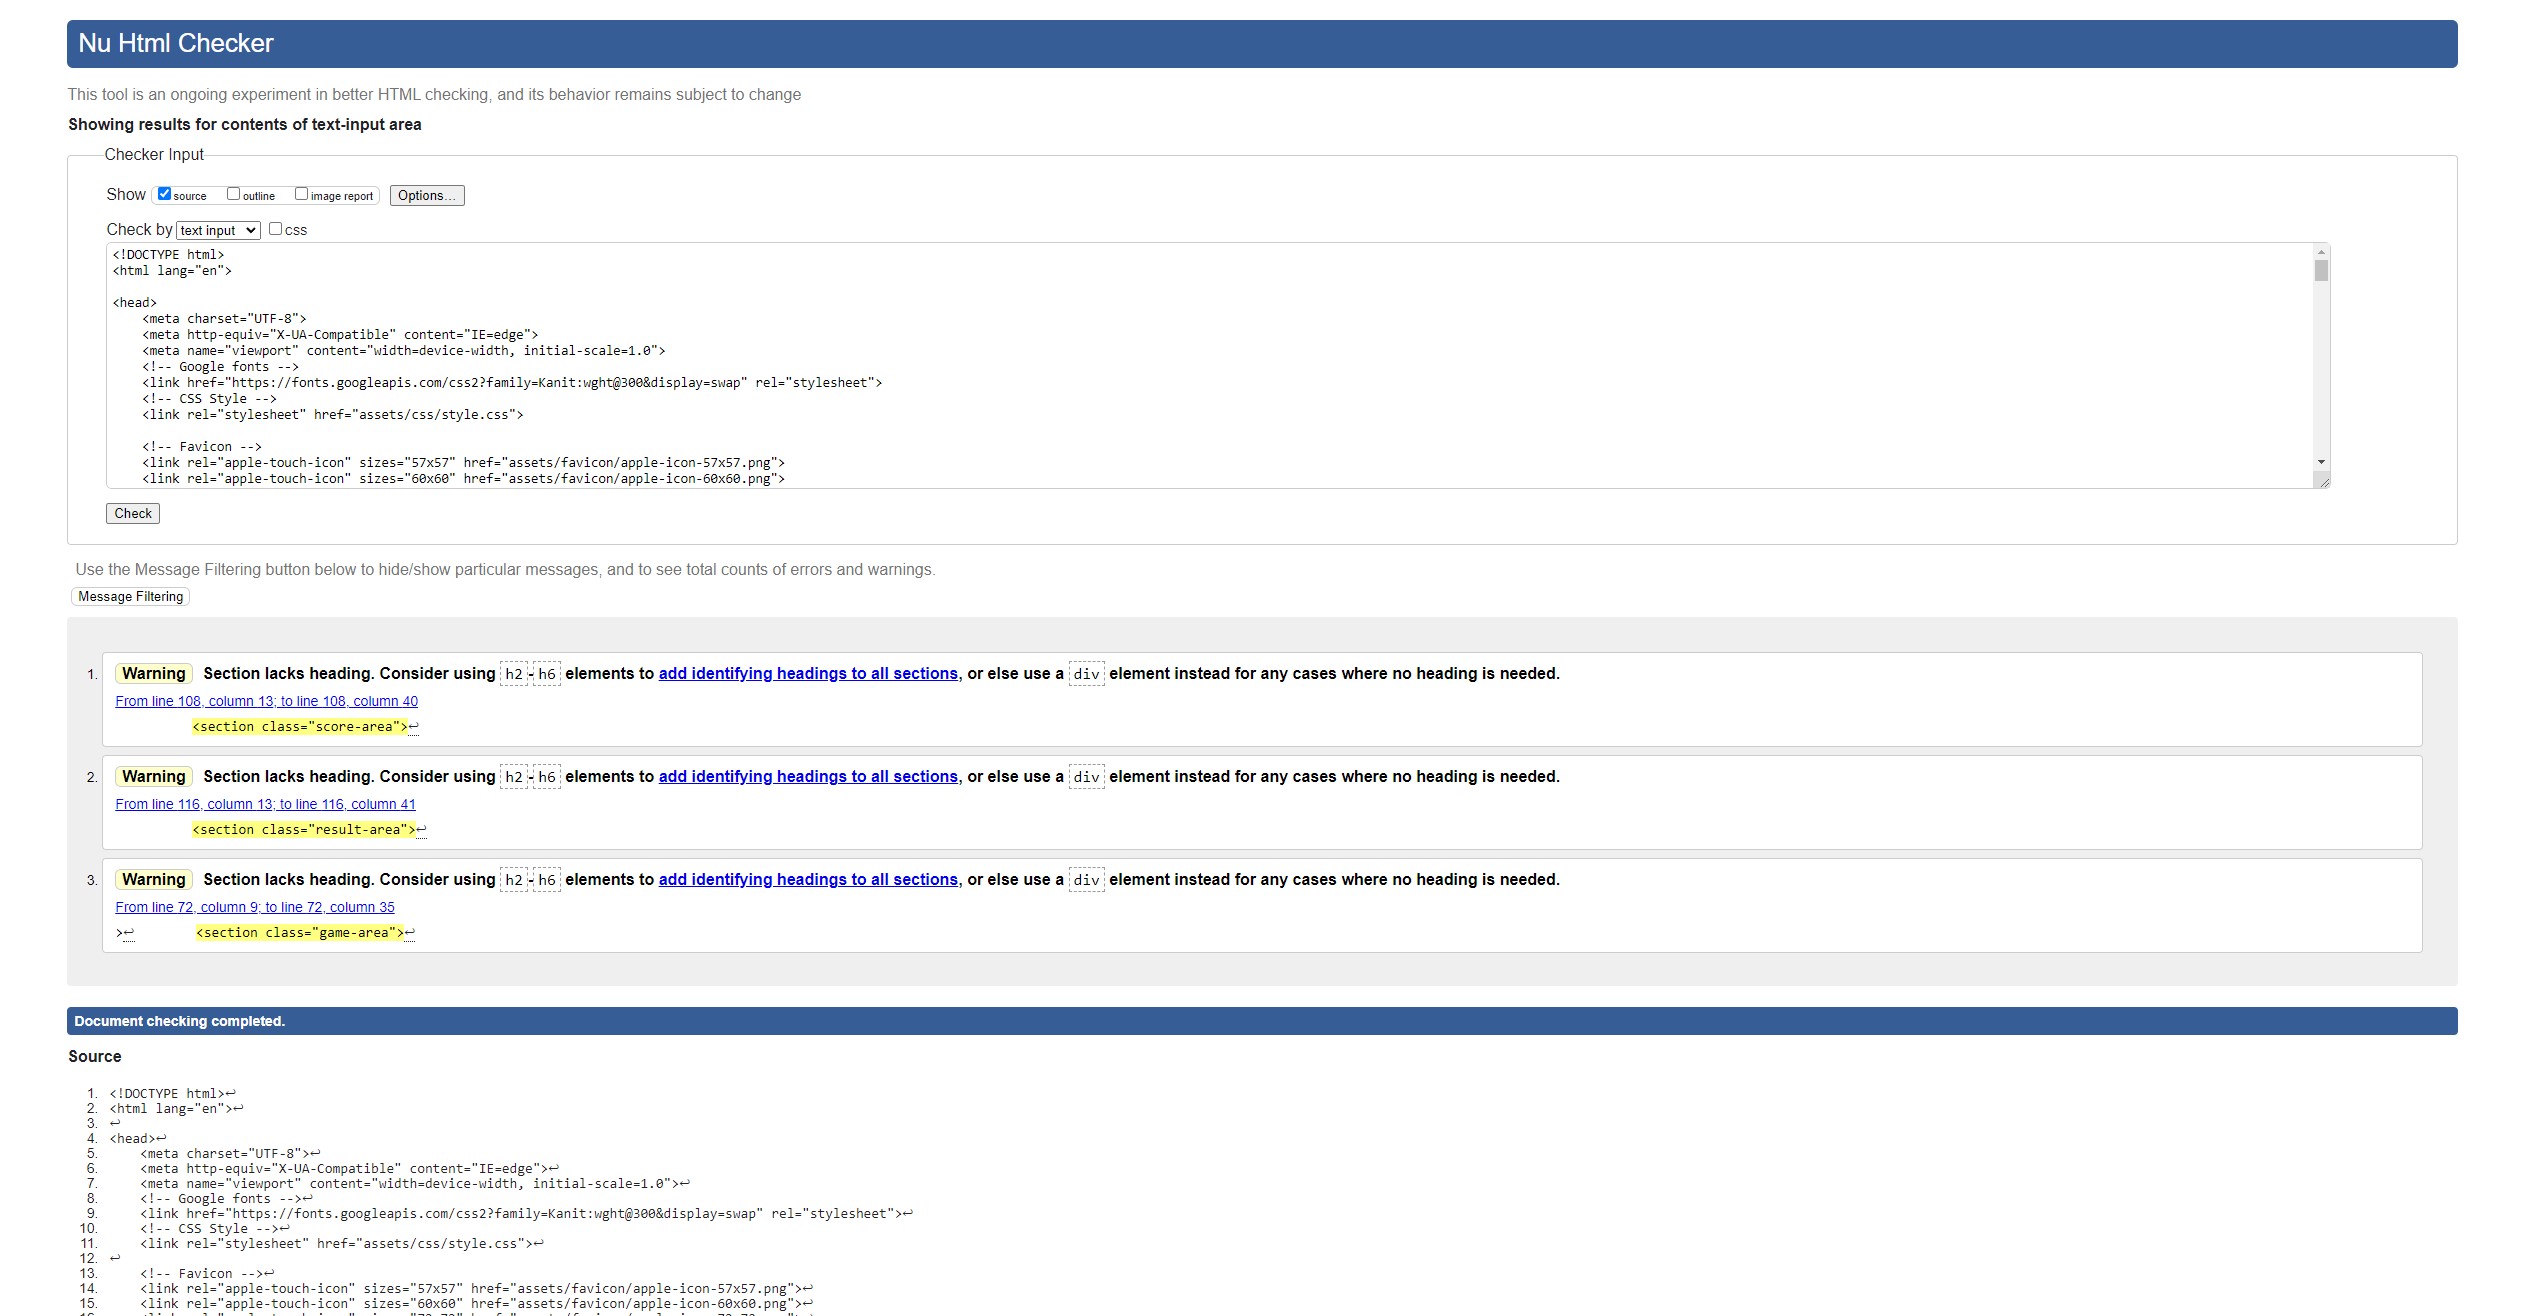 Nu Html Checker
This tool is an ongoing experiment in better HTML checking, and its behavior remains subject to change
Showing results for contents of text-input area
Checker Input
Show source outline image report Options...
Check by text input css
<!DOCTYPE html>
<html lang="en">
<head>
<meta charset="UTF-8">
<meta http-equiv="X-UA-Compatible" content="IE=edge">
<meta name="viewport" content="width=device-width, initial-scale=1.0">
<!-- Google fonts -->
<link href="https://fonts.googleapis.com/css2?family=Kanit:wght@300&display=swap" rel="stylesheet">
<!-- CSS Style -->
<link rel="stylesheet" href="assets/css/style.css">
<!-- Favicon -->
<link rel="apple-touch-icon" sizes="57x57" href="assets/favicon/apple-icon-57x57.png">
<link rel="apple-touch-icon" sizes="60x60" href="assets/favicon/apple-icon-60x60.png">
Check
Use the Message Filtering button below to hide/show particular messages, and to see total counts of errors and warnings.
Message Filtering
1. Warning Section lacks heading. Consider using h2-h6 elements to add identifying headings to all sections, or else use a div element instead for any cases where no heading is needed.
From line 108, column 13; to line 108, column 40
<section class="score-area">↩
2. Warning Section lacks heading. Consider using h2-h6 elements to add identifying headings to all sections, or else use a div element instead for any cases where no heading is needed.
From line 116, column 13; to line 116, column 41
<section class="result-area">↩
3. Warning Section lacks heading. Consider using h2-h6 elements to add identifying headings to all sections, or else use a div element instead for any cases where no heading is needed.
From line 72, column 9; to line 72, column 35
>↩ <section class="game-area">↩
Document checking completed.
Source
1. <!DOCTYPE html>↩
2. <html lang="en">↩
3. ↩
4. <head>↩
5. <meta charset="UTF-8">↩
6. <meta http-equiv="X-UA-Compatible" content="IE=edge">↩
7. <meta name="viewport" content="width=device-width, initial-scale=1.0">↩
8. <!-- Google fonts -->↩
9. <link href="https://fonts.googleapis.com/css2?family=Kanit:wght@300&display=swap" rel="stylesheet">↩
10. <!-- CSS Style -->↩
11. <link rel="stylesheet" href="assets/css/style.css">↩
12. ↩
13. <!-- Favicon -->↩
14. <link rel="apple-touch-icon" sizes="57x57" href="assets/favicon/apple-icon-57x57.png">↩
15. <link rel="apple-touch-icon" sizes="60x60" href="assets/favicon/apple-icon-60x60.png">↩